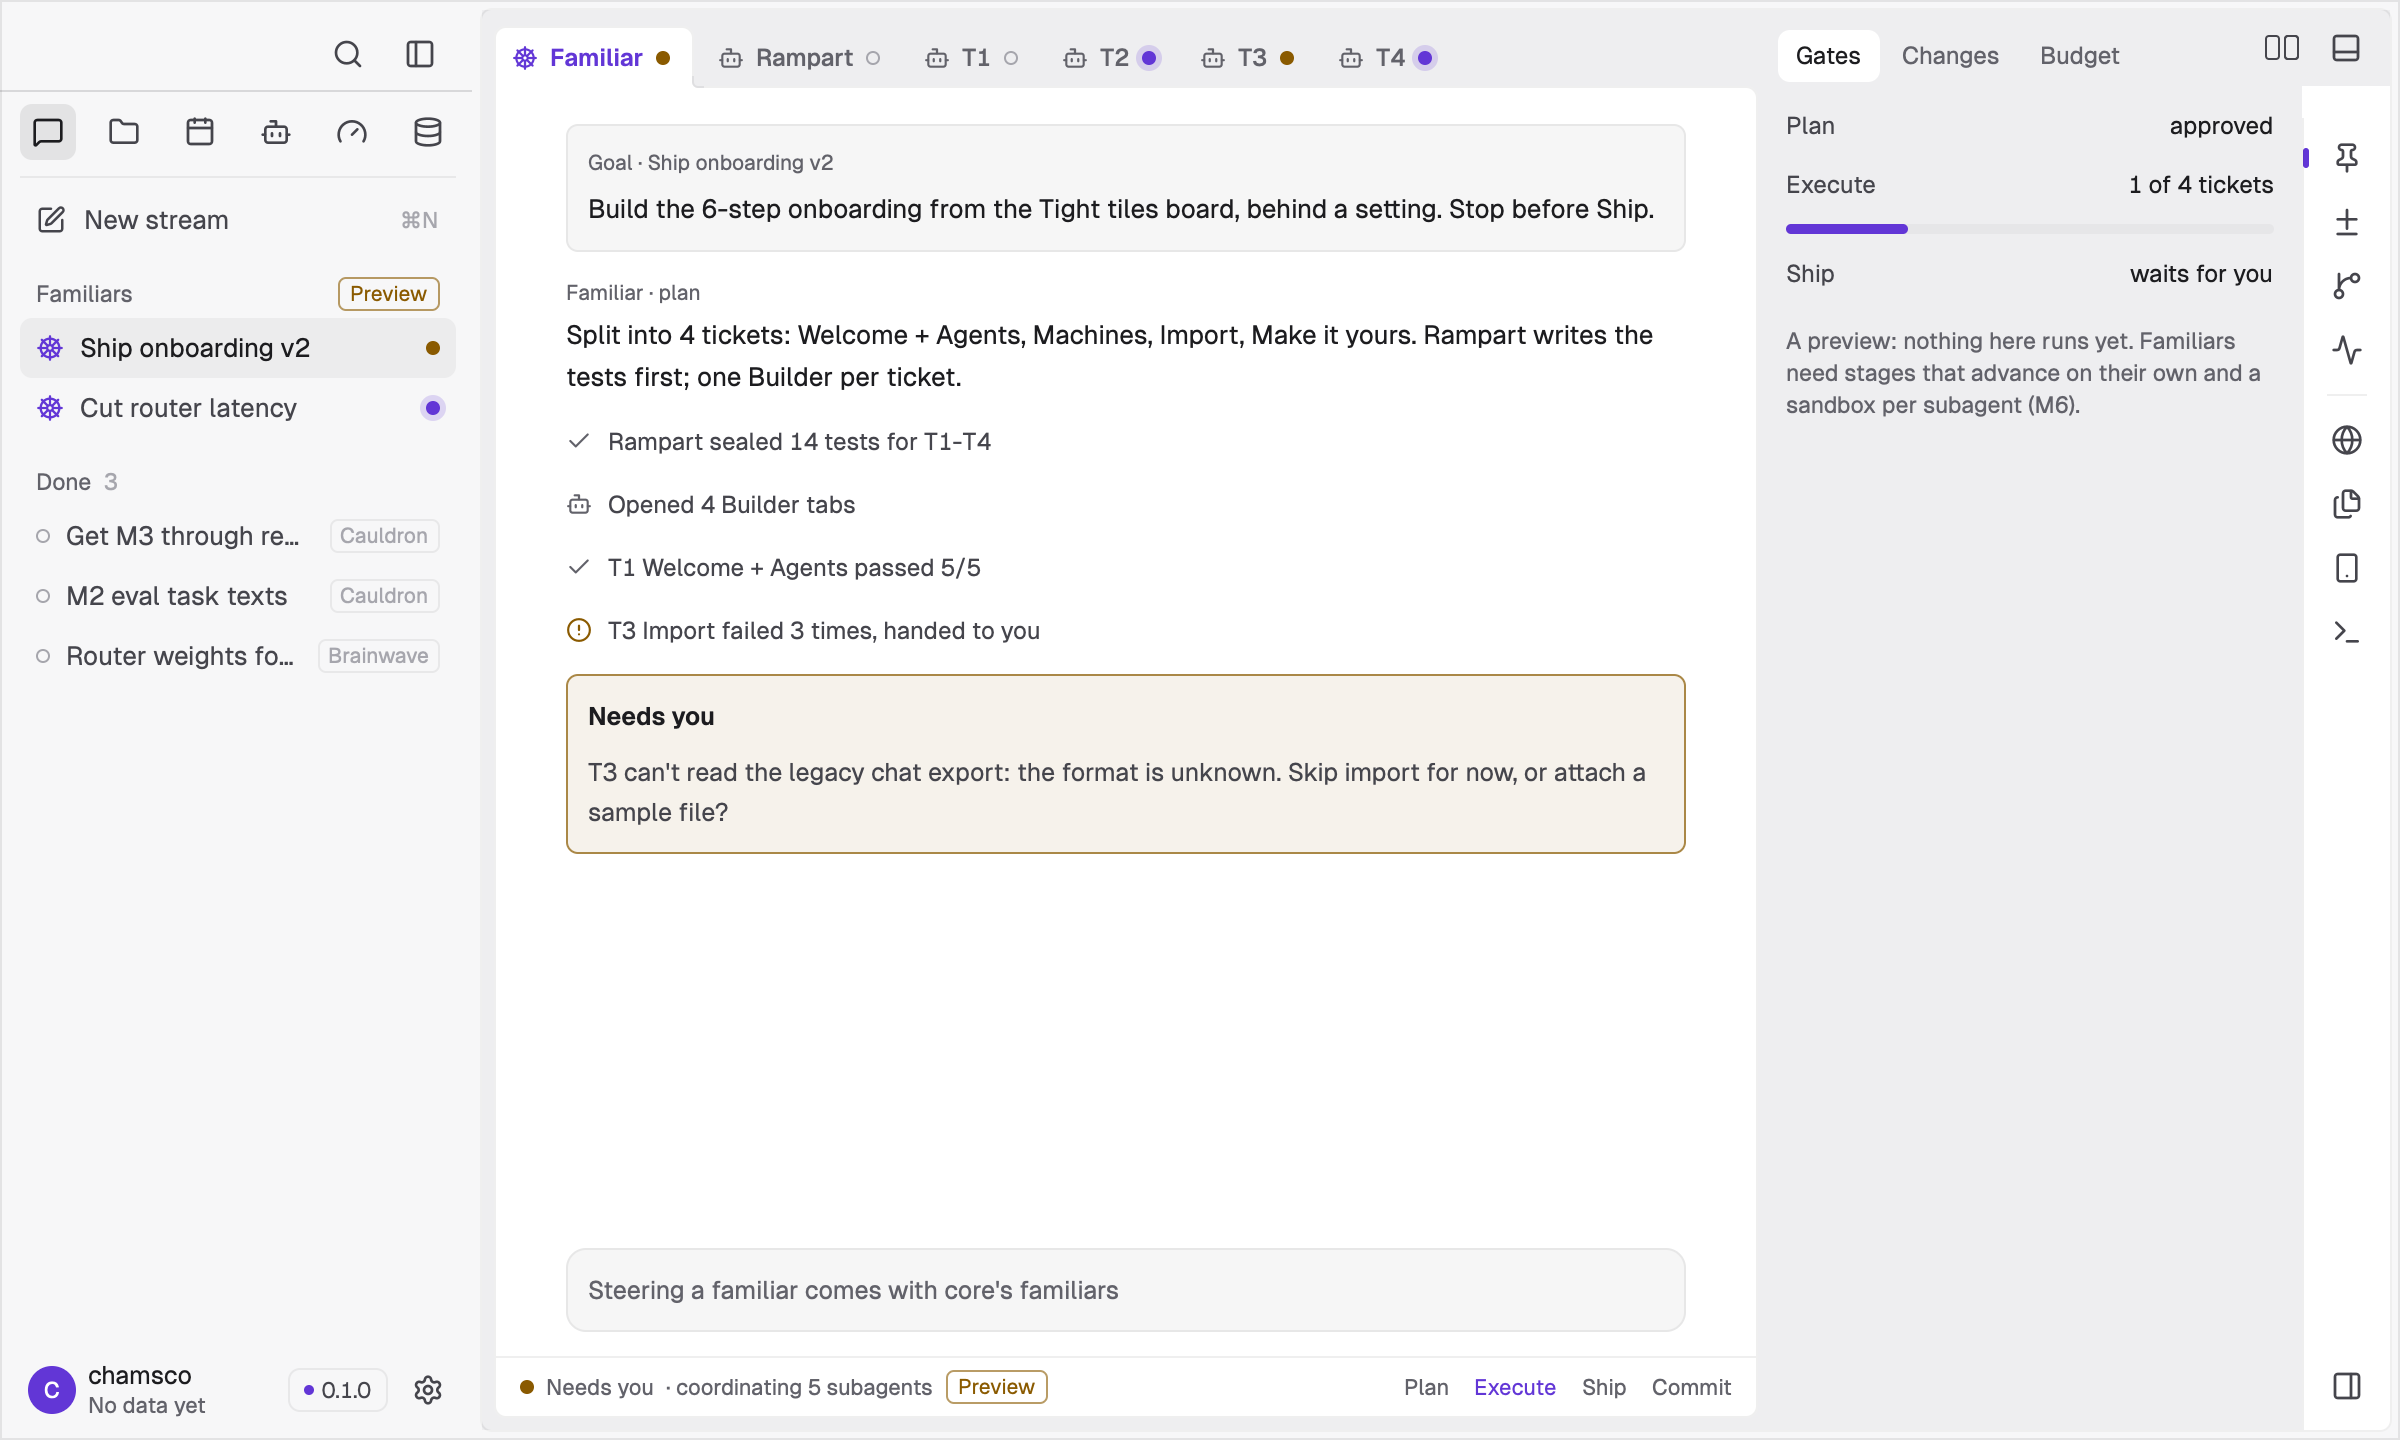 New stream
⌘N
Familiars
Preview
Ship onboarding v2
Cut router latency
Done 3
Get M3 through re...
Cauldron
M2 eval task texts
Cauldron
Router weights fo...
Brainwave
C
chamsco
No data yet
0.1.0
Familiar
Rampart
T1
T2
T3
T4
Goal · Ship onboarding v2
Build the 6-step onboarding from the Tight tiles board, behind a setting. Stop before Ship.
Familiar · plan
Split into 4 tickets: Welcome + Agents, Machines, Import, Make it yours. Rampart writes the
tests first; one Builder per ticket.
Rampart sealed 14 tests for T1-T4
Opened 4 Builder tabs
T1 Welcome + Agents passed 5/5
T3 Import failed 3 times, handed to you
Needs you
T3 can't read the legacy chat export: the format is unknown. Skip import for now, or attach a
sample file?
Steering a familiar comes with core's familiars
Needs you · coordinating 5 subagents
Preview
Plan
Execute
Ship
Commit
Gates
Changes
Budget
Plan
approved
Execute
1 of 4 tickets
Ship
waits for you
A preview: nothing here runs yet. Familiars
need stages that advance on their own and a
sandbox per subagent (M6).